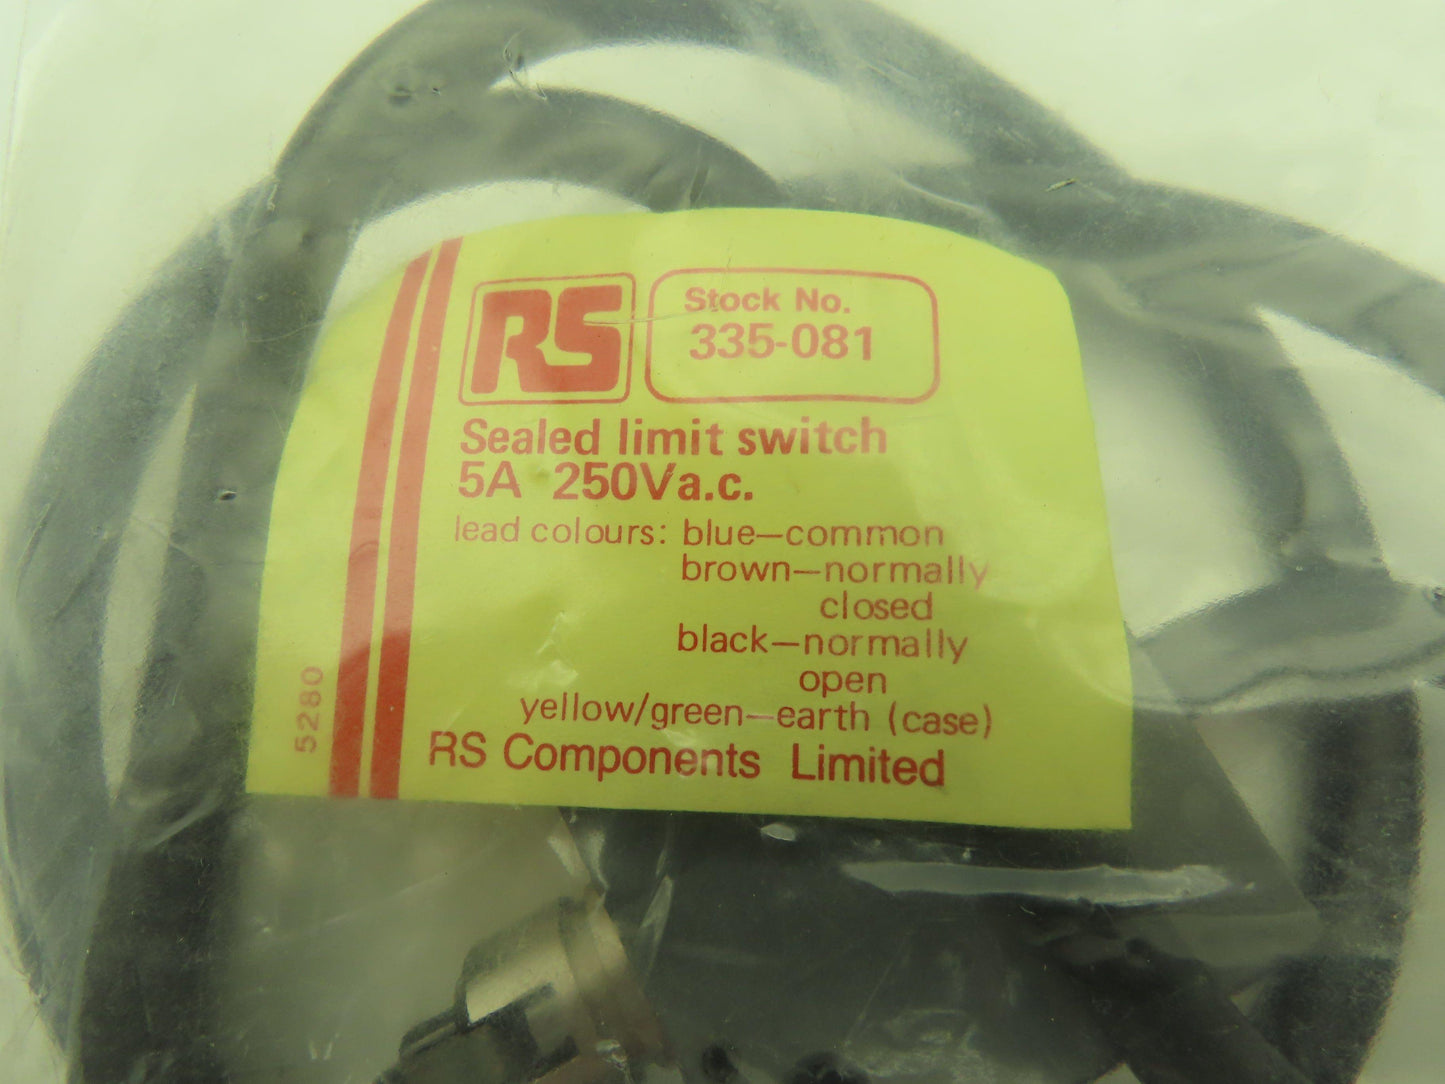 RS
Stock No.
335-081
Sealed limit switch
5A 250Va.c.
lead colours: blue—common
brown—normally
closed
black—normally
open
yellow/green—earth (case)
RS Components Limited
5280